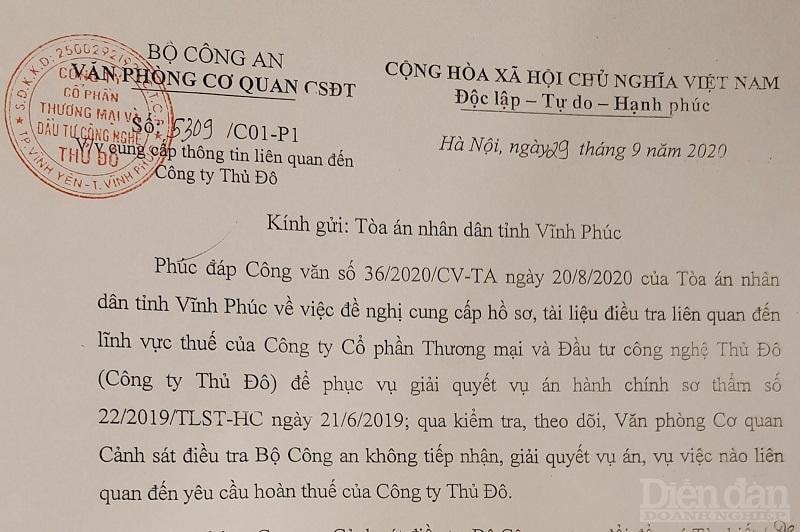 BỘ CÔNG AN
VĂN PHÒNG CƠ QUAN CSĐT
CỘNG HÒA XÃ HỘI CHỦ NGHĨA VIỆT NAM
Độc lập – Tự do – Hạnh phúc
Số: 5309 /C01-P1
V/v cung cấp thông tin liên quan đến
Công ty Thủ Đô
Hà Nội, ngày 29 tháng 9 năm 2020
S.Đ.K.K.D: 2500292
CÔNG TY
CỔ PHẦN
THƯƠNG MẠI VÀ
ĐẦU TƯ CÔNG NGHỆ
THỦ ĐÔ
TP. VĨNH YÊN - T. VĨNH PHÚC
Kính gửi: Tòa án nhân dân tỉnh Vĩnh Phúc
Phúc đáp Công văn số 36/2020/CV-TA ngày 20/8/2020 của Tòa án nhân
dân tỉnh Vĩnh Phúc về việc đề nghị cung cấp hồ sơ, tài liệu điều tra liên quan đến
lĩnh vực thuế của Công ty Cổ phần Thương mại và Đầu tư công nghệ Thủ Đô
(Công ty Thủ Đô) để phục vụ giải quyết vụ án hành chính sơ thẩm số
22/2019/TLST-HC ngày 21/6/2019; qua kiểm tra, theo dõi, Văn phòng Cơ quan
Cảnh sát điều tra Bộ Công an không tiếp nhận, giải quyết vụ án, vụ việc nào liên
quan đến yêu cầu hoàn thuế của Công ty Thủ Đô.
Diễn đàn
DOANH NGHIỆP